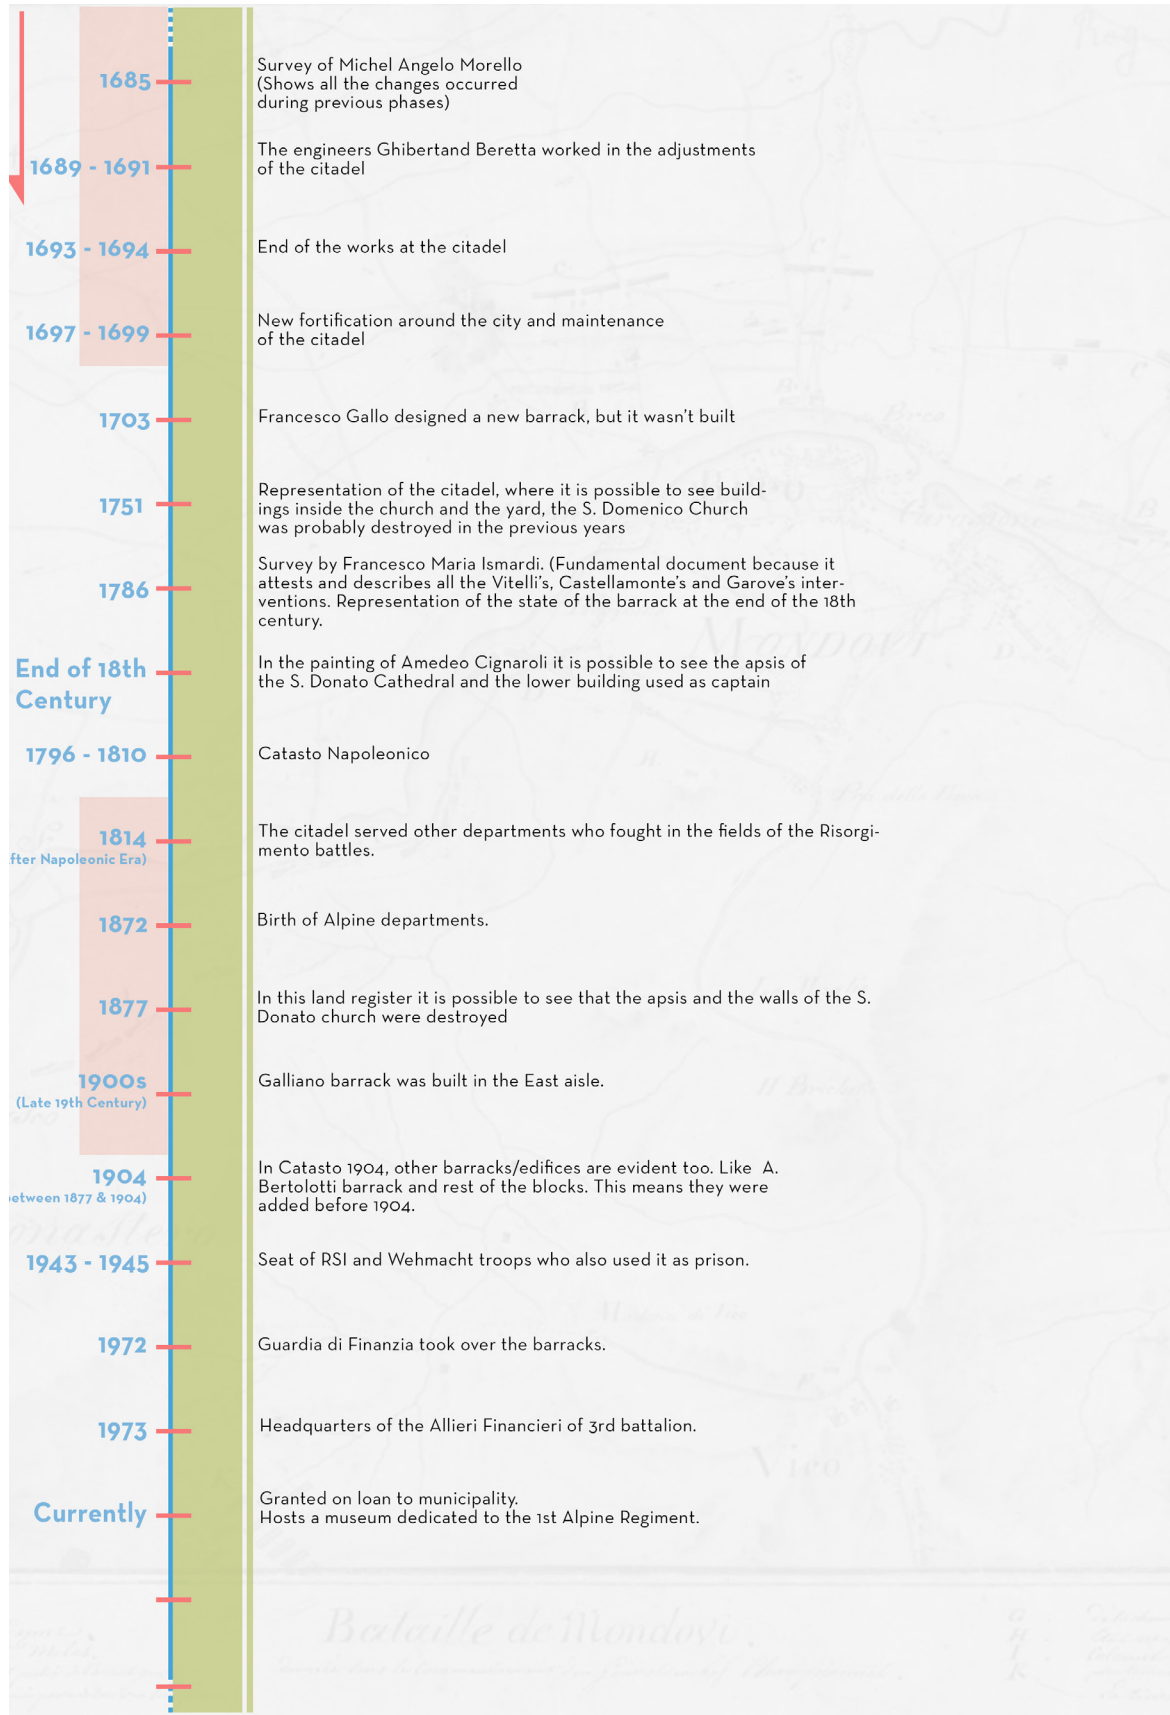 1685
Survey of Michel Angelo Morello
(Shows all the changes occurred
during previous phases)
1689 - 1691
The engineers Ghibertand Beretta worked in the adjustments
of the citadel
1693 - 1694
End of the works at the citadel
1697 - 1699
New fortification around the city and maintenance
of the citadel
1703
Francesco Gallo designed a new barrack, but it wasn't built
1751
Representation of the citadel, where it is possible to see build-
ings inside the church and the yard, the S. Domenico Church
was probably destroyed in the previous years
1786
Survey by Francesco Maria Ismardi. (Fundamental document because it
attests and describes all the Vitelli's, Castellamonte's and Garove's inter-
ventions. Representation of the state of the barrack at the end of the 18th
century.
End of 18th
Century
In the painting of Amedeo Cignaroli it is possible to see the apsis of
the S. Donato Cathedral and the lower building used as captain
1796 - 1810
Catasto Napoleonico
1814
fter Napoleonic Era)
The citadel served other departments who fought in the fields of the Risorgi-
mento battles.
1872
Birth of Alpine departments.
1877
In this land register it is possible to see that the apsis and the walls of the S.
Donato church were destroyed
1900s
(Late 19th Century)
Galliano barrack was built in the East aisle.
1904
etween 1877 & 1904)
In Catasto 1904, other barracks/edifices are evident too. Like A.
Bertolotti barrack and rest of the blocks. This means they were
added before 1904.
1943 - 1945
Seat of RSI and Wehmacht troops who also used it as prison.
1972
Guardia di Finanzia took over the barracks.
1973
Headquarters of the Allieri Financieri of 3rd battalion.
Currently
Granted on loan to municipality.
Hosts a museum dedicated to the 1st Alpine Regiment.
MONDOVI
Vico
Bataille de Mondovi.